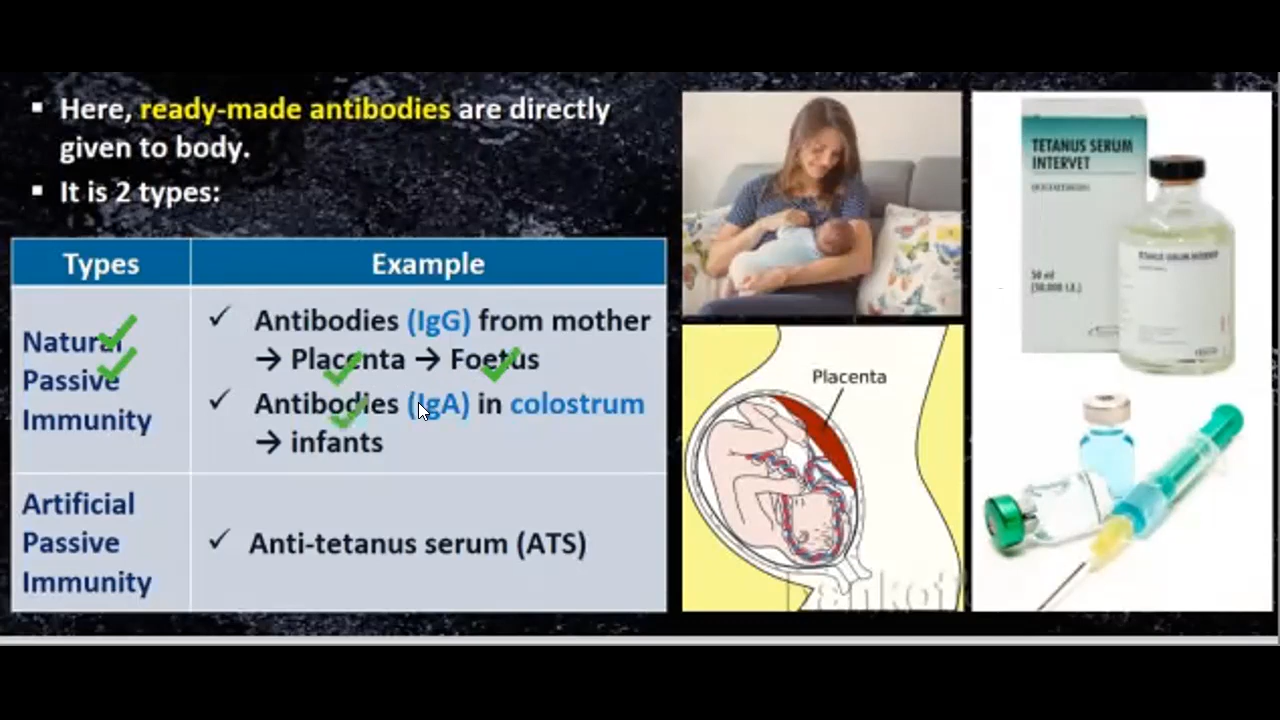 Here, ready-made antibodies are directly
given to body.
It is 2 types:
Types
Example
Natural
Passive
Immunity
Antibodies (IgG) from mother
→ Placenta → Foetus
Antibodies (IgA) in colostrum
→ infants
Artificial
Passive
Immunity
Anti-tetanus serum (ATS)
Placenta
TETANUS SERUM
INTERVET
50 ml
(50.000 I.E.)